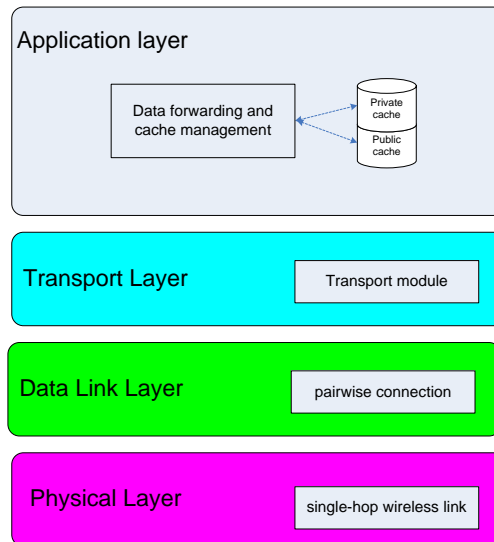 Application layer
Data forwarding and
cache management
Private
cache
Public
cache
Transport Layer
Transport module
Data Link Layer
pairwise connection
Physical Layer
single-hop wireless link